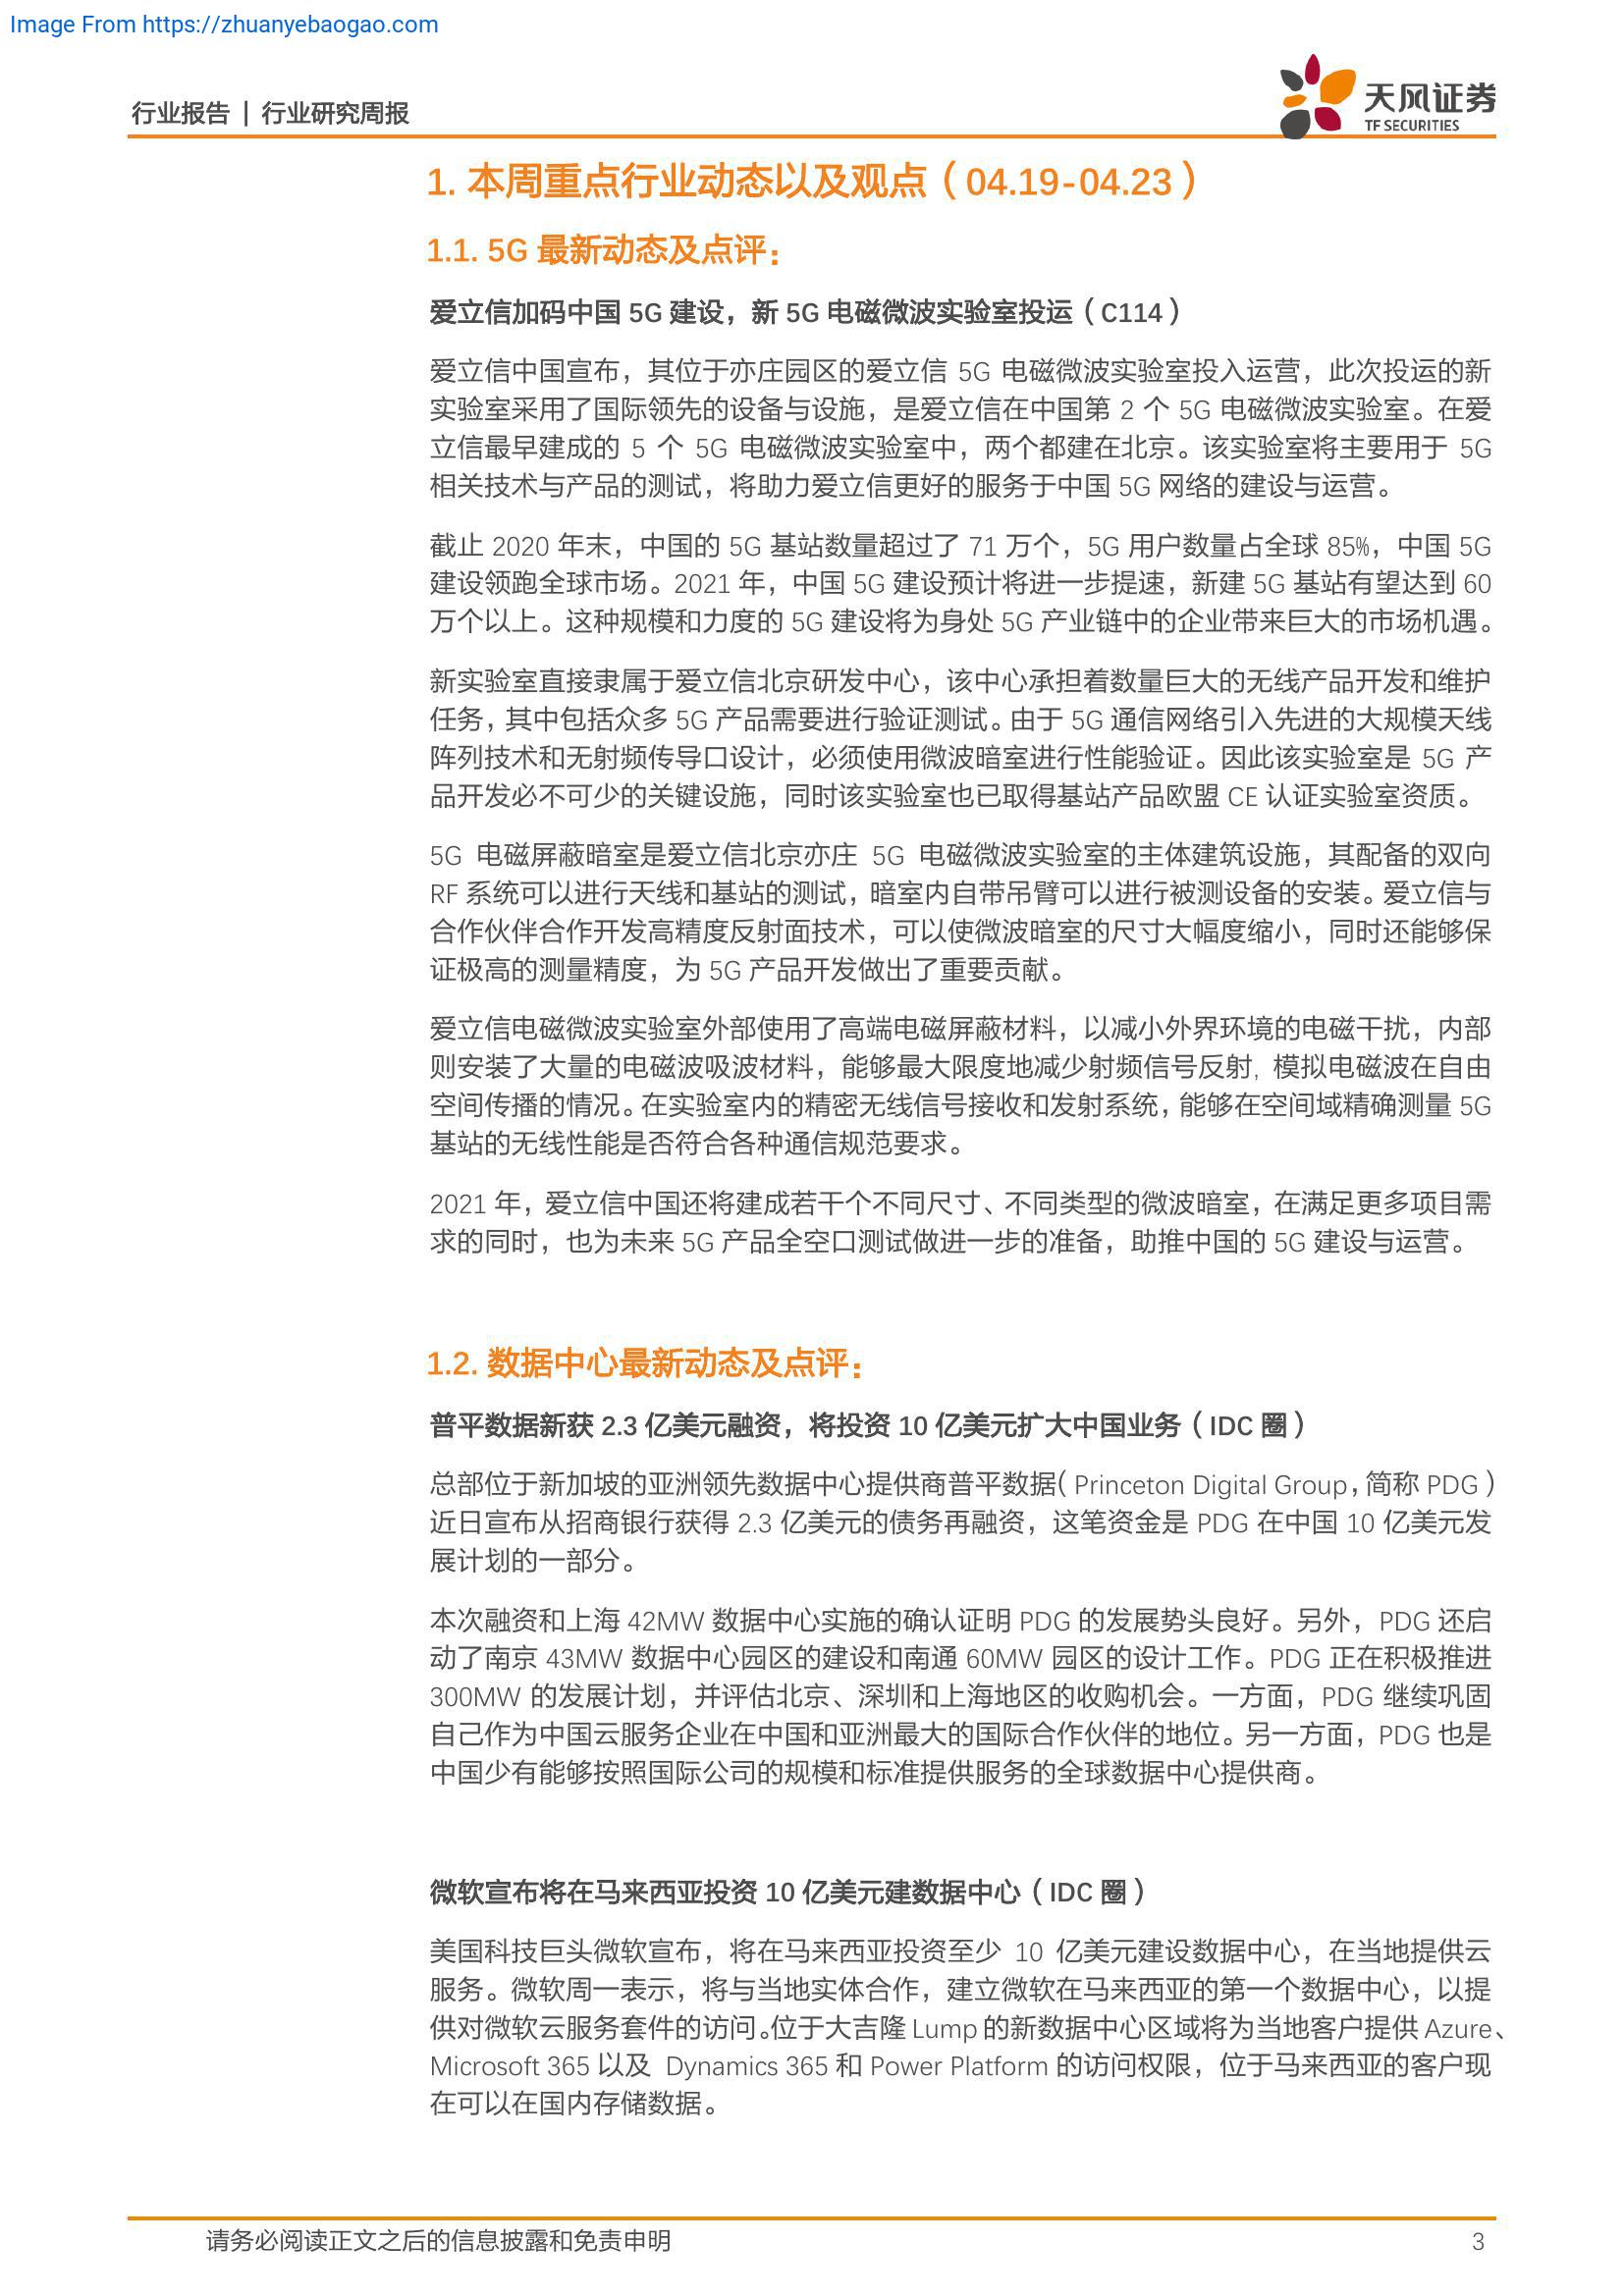 Image From https://zhuanyebaogao.com
行业报告 | 行业研究周报
天风证券
TF SECURITIES
1. 本周重点行业动态以及观点（04.19-04.23）
1.1. 5G 最新动态及点评：
爱立信加码中国 5G 建设，新 5G 电磁微波实验室投运（C114）
爱立信中国宣布，其位于亦庄园区的爱立信 5G 电磁微波实验室投入运营，此次投运的新
实验室采用了国际领先的设备与设施，是爱立信在中国第 2 个 5G 电磁微波实验室。在爱
立信最早建成的 5 个 5G 电磁微波实验室中，两个都建在北京。该实验室将主要用于 5G
相关技术与产品的测试，将助力爱立信更好的服务于中国 5G 网络的建设与运营。
截止 2020 年末，中国的 5G 基站数量超过了 71 万个，5G 用户数量占全球 85%，中国 5G
建设领跑全球市场。2021 年，中国 5G 建设预计将进一步提速，新建 5G 基站有望达到 60
万个以上。这种规模和力度的 5G 建设将为身处 5G 产业链中的企业带来巨大的市场机遇。
新实验室直接隶属于爱立信北京研发中心，该中心承担着数量巨大的无线产品开发和维护
任务，其中包括众多 5G 产品需要进行验证测试。由于 5G 通信网络引入先进的大规模天线
阵列技术和无射频传导口设计，必须使用微波暗室进行性能验证。因此该实验室是 5G 产
品开发必不可少的关键设施，同时该实验室也已取得基站产品欧盟 CE 认证实验室资质。
5G 电磁屏蔽暗室是爱立信北京亦庄 5G 电磁微波实验室的主体建筑设施，其配备的双向
RF 系统可以进行天线和基站的测试，暗室内自带吊臂可以进行被测设备的安装。爱立信与
合作伙伴合作开发高精度反射面技术，可以使微波暗室的尺寸大幅度缩小，同时还能够保
证极高的测量精度，为 5G 产品开发做出了重要贡献。
爱立信电磁微波实验室外部使用了高端电磁屏蔽材料，以减小外界环境的电磁干扰，内部
则安装了大量的电磁波吸波材料，能够最大限度地减少射频信号反射, 模拟电磁波在自由
空间传播的情况。在实验室内的精密无线信号接收和发射系统，能够在空间域精确测量 5G
基站的无线性能是否符合各种通信规范要求。
2021 年，爱立信中国还将建成若干个不同尺寸、不同类型的微波暗室，在满足更多项目需
求的同时，也为未来 5G 产品全空口测试做进一步的准备，助推中国的 5G 建设与运营。
1.2. 数据中心最新动态及点评：
普平数据新获 2.3 亿美元融资，将投资 10 亿美元扩大中国业务（IDC 圈）
总部位于新加坡的亚洲领先数据中心提供商普平数据（Princeton Digital Group，简称 PDG）
近日宣布从招商银行获得 2.3 亿美元的债务再融资，这笔资金是 PDG 在中国 10 亿美元发
展计划的一部分。
本次融资和上海 42MW 数据中心实施的确认证明 PDG 的发展势头良好。另外，PDG 还启
动了南京 43MW 数据中心园区的建设和南通 60MW 园区的设计工作。PDG 正在积极推进
300MW 的发展计划，并评估北京、深圳和上海地区的收购机会。一方面，PDG 继续巩固
自己作为中国云服务企业在中国和亚洲最大的国际合作伙伴的地位。另一方面，PDG 也是
中国少有能够按照国际公司的规模和标准提供服务的全球数据中心提供商。
微软宣布将在马来西亚投资 10 亿美元建数据中心（IDC 圈）
美国科技巨头微软宣布，将在马来西亚投资至少 10 亿美元建设数据中心，在当地提供云
服务。微软周一表示，将与当地实体合作，建立微软在马来西亚的第一个数据中心，以提
供对微软云服务套件的访问。位于大吉隆 Lump 的新数据中心区域将为当地客户提供 Azure、
Microsoft 365 以及 Dynamics 365 和 Power Platform 的访问权限，位于马来西亚的客户现
在可以在国内存储数据。
请务必阅读正文之后的信息披露和免责申明
3